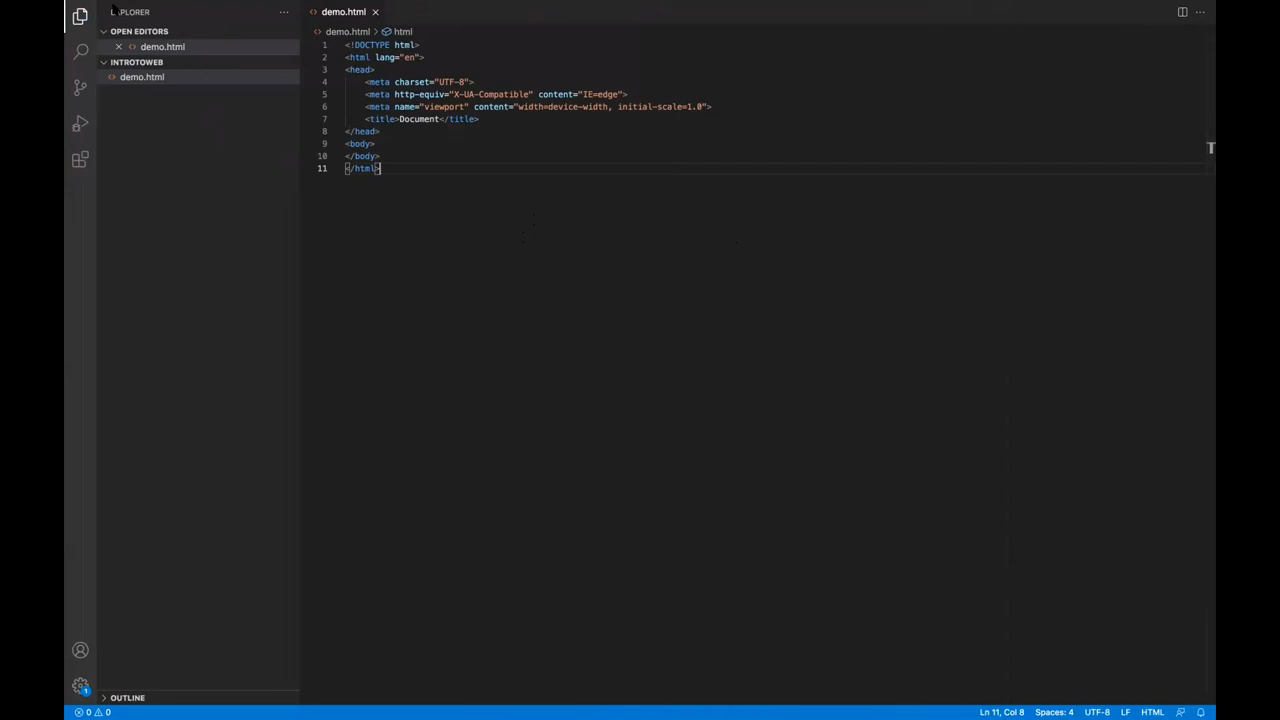 EXPLORER
OPEN EDITORS
demo.html
INTROTOWEB
demo.html
OUTLINE
demo.html
demo.html > html
1 <!DOCTYPE html>
2 <html lang="en">
3 <head>
4 <meta charset="UTF-8">
5 <meta http-equiv="X-UA-Compatible" content="IE=edge">
6 <meta name="viewport" content="width=device-width, initial-scale=1.0">
7 <title>Document</title>
8 </head>
9 <body>
10 </body>
11 </html>
1
0 0
Ln 11, Col 8 Spaces: 4 UTF-8 LF HTML